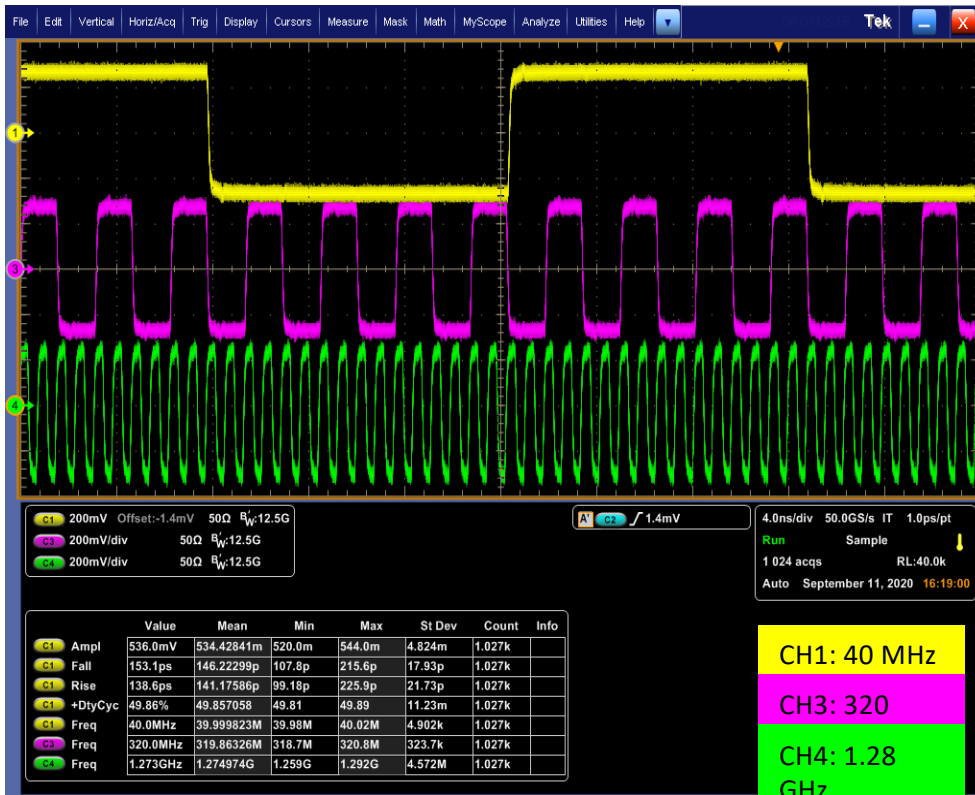 File Edit Vertical Horiz/Acq Trig Display Cursors Measure Mask Math MyScope Analyze Utilities Help Tek X
1
3
4
C1 200mV Offset:-1.4mV 50Ω BW:12.5G
C3 200mV/div 50Ω BW:12.5G
C4 200mV/div 50Ω BW:12.5G
A' C2 1.4mV
4.0ns/div 50.0GS/s IT 1.0ps/pt
Run Sample
1 024 acqs RL:40.0k
Auto September 11, 2020 16:19:00
Value Mean Min Max St Dev Count Info
C1 Ampl 536.0mV 534.42841m 520.0m 544.0m 4.824m 1.027k
C1 Fall 153.1ps 146.22299p 107.8p 215.6p 17.93p 1.027k
C1 Rise 138.6ps 141.17586p 99.18p 225.9p 21.73p 1.027k
C1 +DtyCyc 49.86% 49.857058 49.81 49.89 11.23m 1.027k
C1 Freq 40.0MHz 39.999823M 39.98M 40.02M 4.902k 1.027k
C3 Freq 320.0MHz 319.86326M 318.7M 320.8M 323.7k 1.027k
C4 Freq 1.273GHz 1.274974G 1.259G 1.292G 4.572M 1.027k
CH1: 40 MHz
CH3: 320
CH4: 1.28
GHz